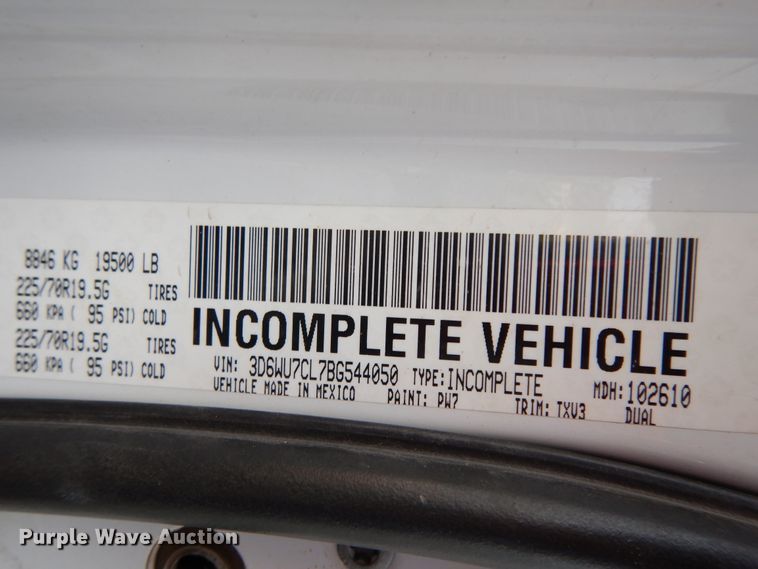 8846 KG 19500 LB
225/70R19.5G TIRES
660 KPA ( 95 PSI) COLD
225/70R19.5G TIRES
660 KPA ( 95 PSI) COLD
INCOMPLETE VEHICLE
VIN: 3D6WU7CL7BG544050 TYPE: INCOMPLETE MDH: 102610
VEHICLE MADE IN MEXICO PAINT: PW7 TRIM: TXV3 DUAL
Purple Wave Auction